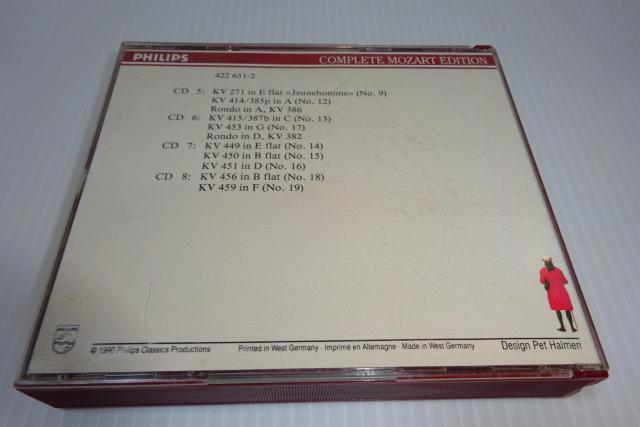 PHILIPS COMPLETE MOZART EDITION
422 651-2
CD 5: KV 271 in E flat «Jeunehomme» (No. 9)
KV 414/385p in A (No. 12)
Rondo in A, KV 386
CD 6: KV 415/387b in C (No. 13)
KV 453 in G (No. 17)
Rondo in D, KV 382
CD 7: KV 449 in E flat (No. 14)
KV 450 in B flat (No. 15)
KV 451 in D (No. 16)
CD 8: KV 456 in B flat (No. 18)
KV 459 in F (No. 19)
© 1990 Philips Classics Productions Printed in West Germany · Imprimé en Allemagne · Made in West Germany Design Pet Halmen